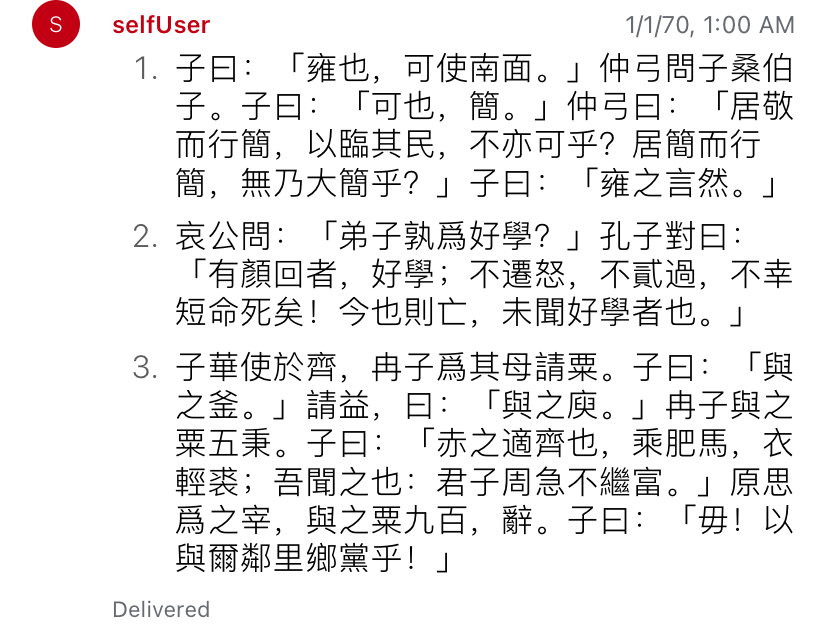 S
selfUser 1/1/70, 1:00 AM
1. 子曰：「雍也，可使南面。」仲弓問子桑伯
子。子曰：「可也，簡。」仲弓曰：「居敬
而行簡，以臨其民，不亦可乎？居簡而行
簡，無乃大簡乎？」子曰：「雍之言然。」
2. 哀公問：「弟子孰爲好學？」孔子對曰：
「有顏回者，好學；不遷怒，不貳過，不幸
短命死矣！今也則亡，未聞好學者也。」
3. 子華使於齊，冉子爲其母請粟。子曰：「與
之釜。」請益，曰：「與之庾。」冉子與之
粟五秉。子曰：「赤之適齊也，乘肥馬，衣
輕裘；吾聞之也：君子周急不繼富。」原思
爲之宰，與之粟九百，辭。子曰：「毋！以
與爾鄰里鄉黨乎！」
Delivered